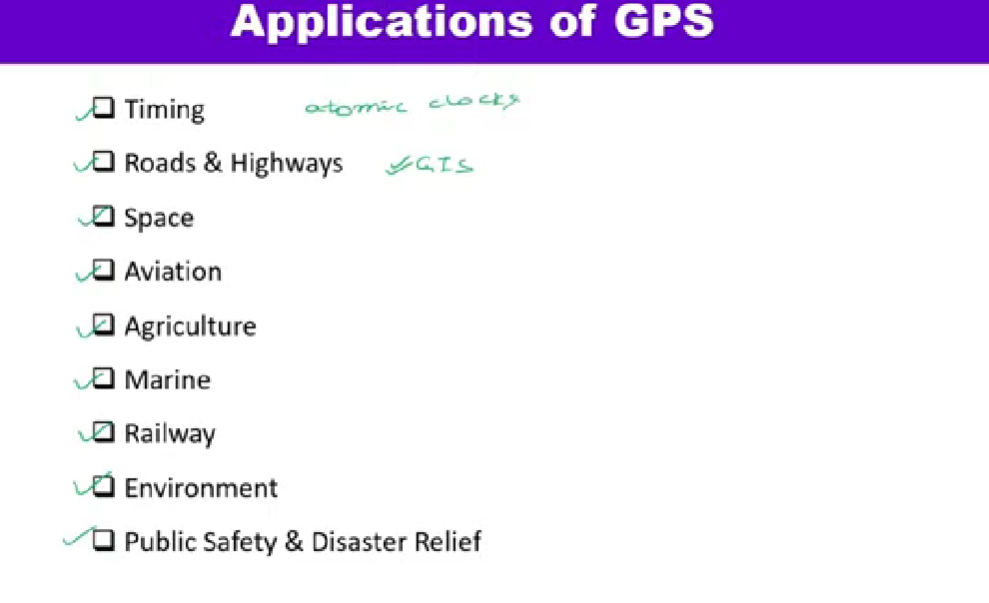 Applications of GPS
Timing atomic clocks
Roads & Highways GIS
Space
Aviation
Agriculture
Marine
Railway
Environment
Public Safety & Disaster Relief